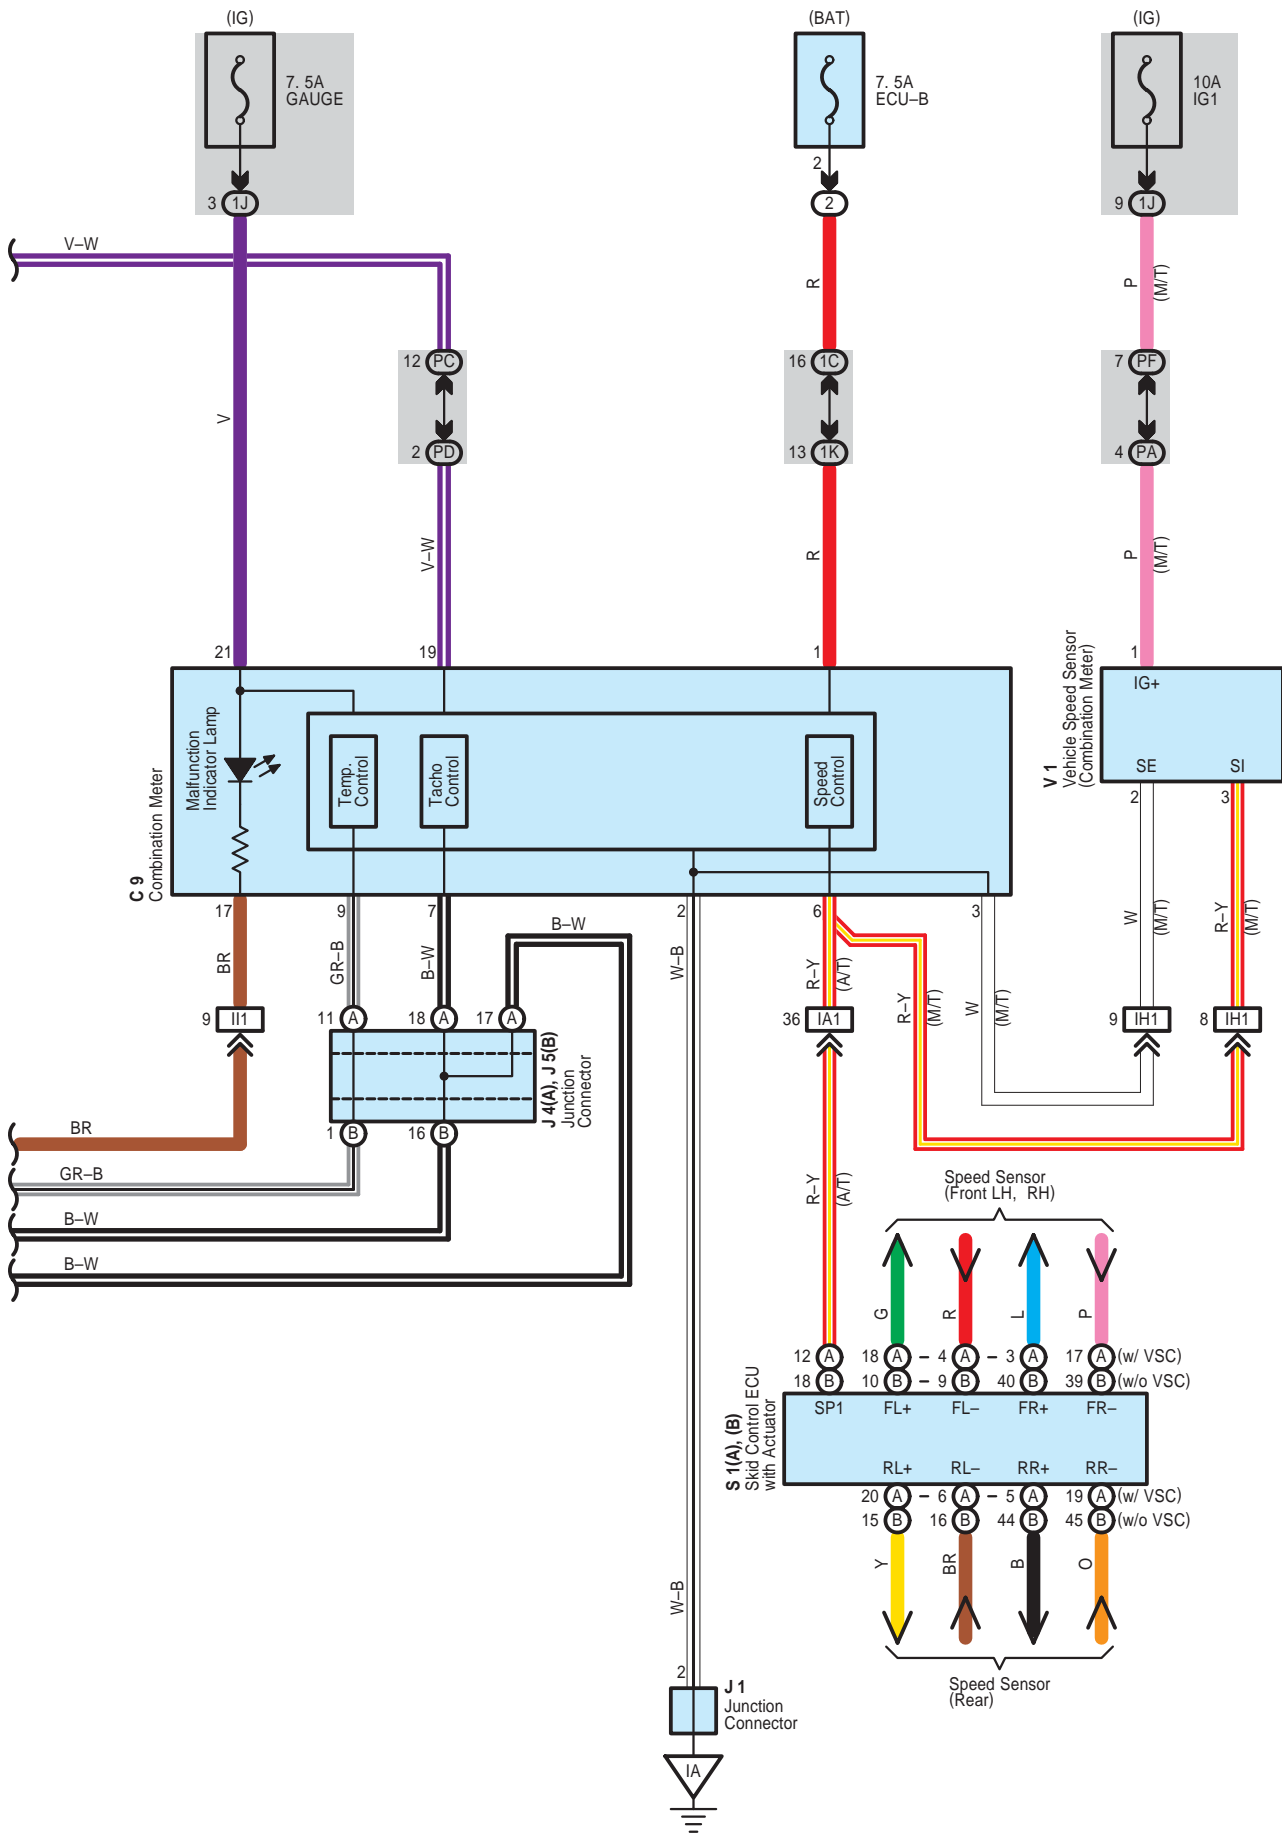 (IG)
(BAT)
(IG)
7. 5A
GAUGE
7. 5A
ECU–B
10A
IG1
2
3 1J
2
9 1J
V–W
R
P
(M/T)
12 PC
16 1C
7 PF
V
2 PD
13 1K
4 PA
V–W
R
P
(M/T)
21
19
1
1
V 1
Vehicle Speed Sensor
(Combination Meter)
IG+
SE
SI
C 9
Combination Meter
Malfunction
Indicator Lamp
Temp.
Control
Tacho
Control
Speed
Control
2
3
17
9
7
2
6
3
BR
GR–B
B–W
B–W
W–B
R–Y
(A/T)
R–Y
(M/T)
W
(M/T)
W
(M/T)
R–Y
(M/T)
9 II1
11 A
18 A
17 A
36 IA1
9 IH1
8 IH1
J 4(A), J 5(B)
Junction
Connector
1 B
16 B
BR
GR–B
B–W
B–W
R–Y
(A/T)
Speed Sensor
(Front LH, RH)
G
R
L
P
12 A
18 A – 4 A – 3 A
17 A (w/ VSC)
18 B
10 B – 9 B
40 B
39 B (w/o VSC)
S 1(A), (B)
Skid Control ECU
with Actuator
SP1
FL+
FL–
FR+
FR–
RL+
RL–
RR+
RR–
20 A – 6 A – 5 A
19 A (w/ VSC)
15 B
16 B
44 B
45 B (w/o VSC)
Y
BR
B
O
W–B
Speed Sensor
(Rear)
2
J 1
Junction
Connector
IA